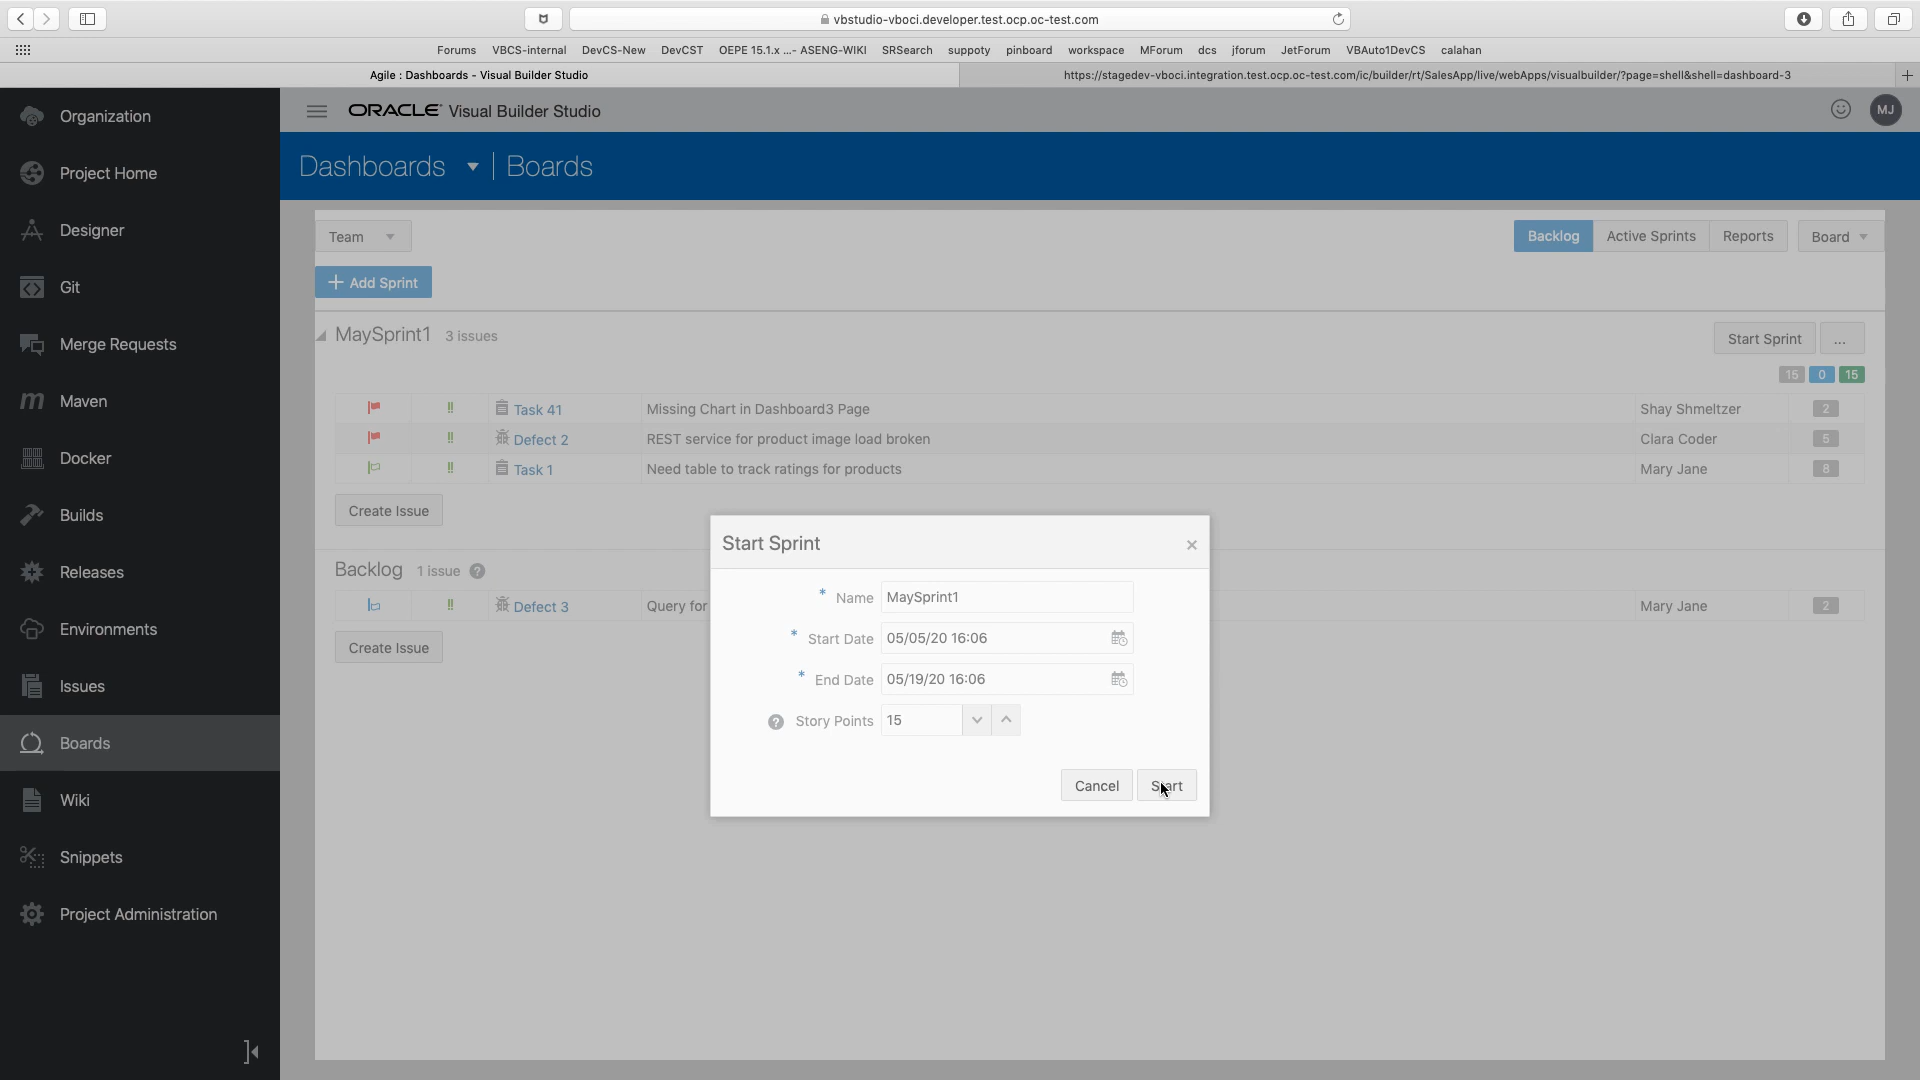 vbstudio-vboci.developer.test.ocp.oc-test.com
Forums VBCS-internal DevCS-New DevCST OEPE 15.1.x ...- ASENG-WIKI SRSearch suppoty pinboard workspace MForum dcs jforum JetForum VBAuto1DevCS calahan
Agile : Dashboards - Visual Builder Studio
https://stagedev-vboci.integration.test.ocp.oc-test.com/ic/builder/rt/SalesApp/live/webApps/visualbuilder/?page=shell&shell=dashboard-3
Organization
Project Home
Designer
Git
Merge Requests
Maven
Docker
Builds
Releases
Environments
Issues
Boards
Wiki
Snippets
Project Administration
ORACLE Visual Builder Studio
MJ
Dashboards | Boards
Team
Backlog Active Sprints Reports Board
+ Add Sprint
MaySprint1 3 issues
Start Sprint ...
15 0 15
!! Task 41 Missing Chart in Dashboard3 Page Shay Shmeltzer 2
!! Defect 2 REST service for product image load broken Clara Coder 5
!! Task 1 Need table to track ratings for products Mary Jane 8
Create Issue
Backlog 1 issue ?
!! Defect 3 Query for Mary Jane 2
Create Issue
Start Sprint ×
* Name MaySprint1
* Start Date 05/05/20 16:06
* End Date 05/19/20 16:06
? Story Points 15
Cancel Start